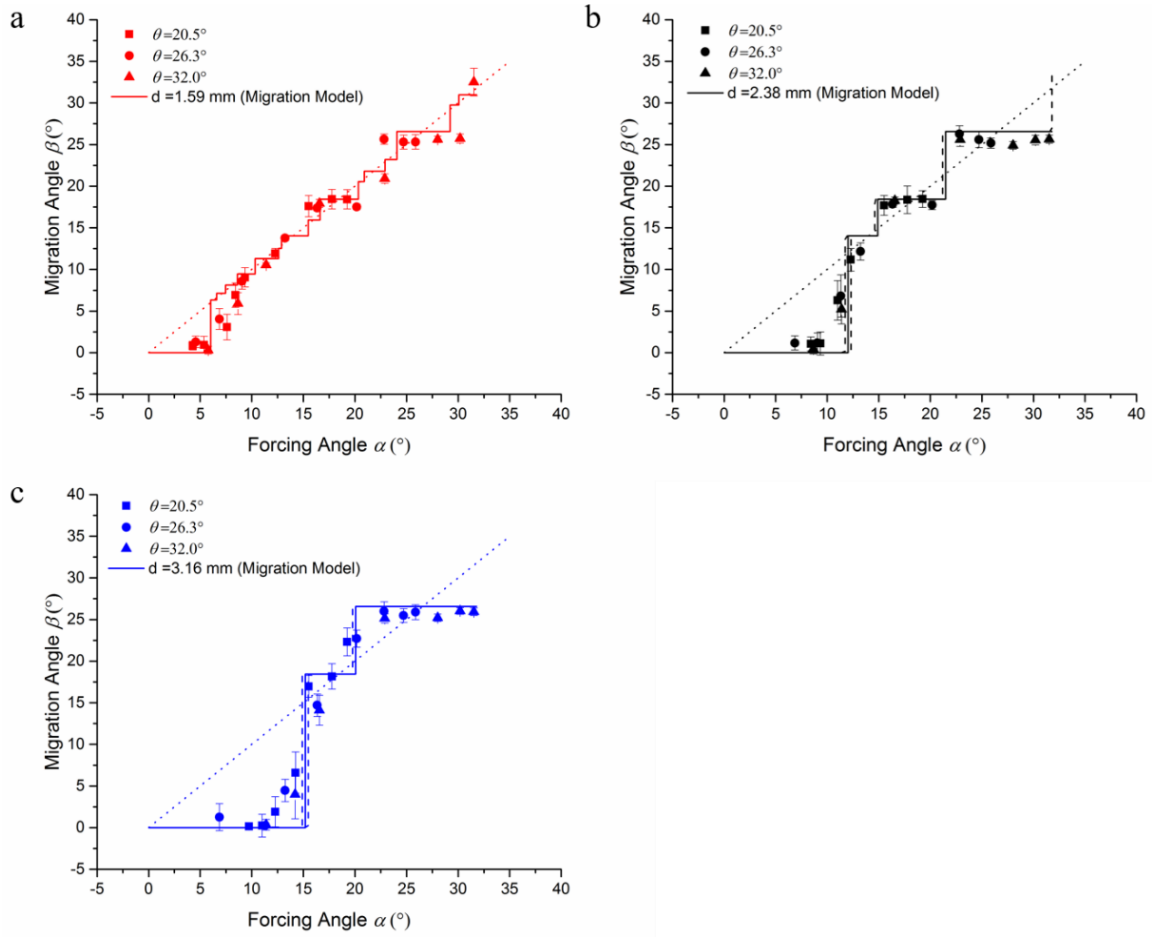 a
40
35
30
25
20
15
10
5
0
-5
Migration Angle β(°)
θ=20.5°
θ=26.3°
θ=32.0°
d =1.59 mm (Migration Model)
-5 0 5 10 15 20 25 30 35 40
Forcing Angle α(°)
b
40
35
30
25
20
15
10
5
0
-5
Migration Angle β(°)
θ=20.5°
θ=26.3°
θ=32.0°
d =2.38 mm (Migration Model)
-5 0 5 10 15 20 25 30 35 40
Forcing Angle α(°)
c
40
35
30
25
20
15
10
5
0
-5
Migration Angle β(°)
θ=20.5°
θ=26.3°
θ=32.0°
d =3.16 mm (Migration Model)
-5 0 5 10 15 20 25 30 35 40
Forcing Angle α(°)